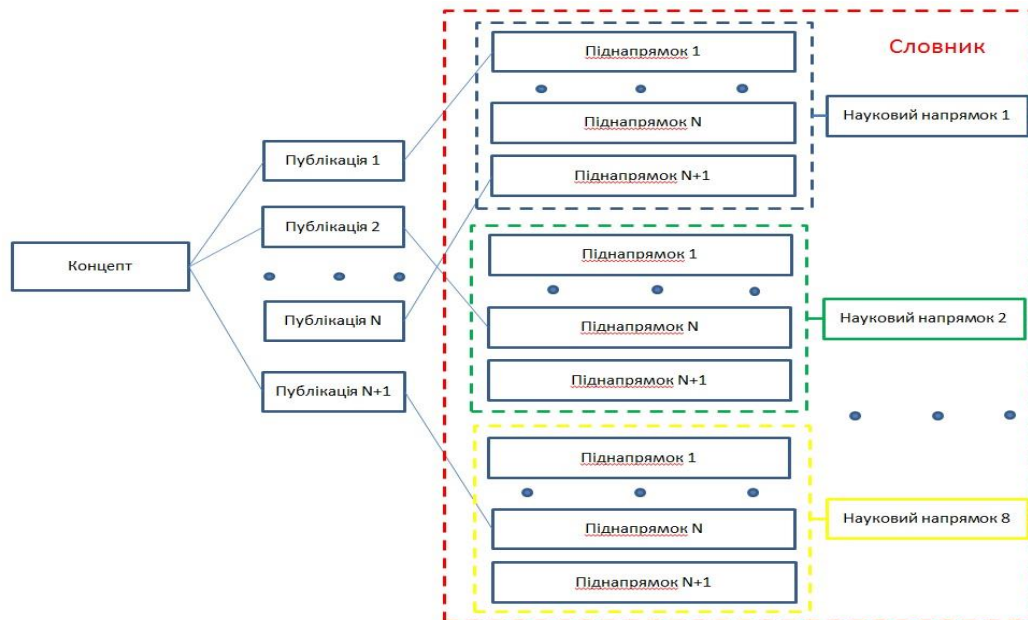 Словник
Концепт
Публікація 1
Публікація 2
Публікація N
Публікація N+1
Піднапрямок 1
Піднапрямок N
Піднапрямок N+1
Науковий напрямок 1
Піднапрямок 1
Піднапрямок N
Піднапрямок N+1
Науковий напрямок 2
Піднапрямок 1
Піднапрямок N
Піднапрямок N+1
Науковий напрямок 8